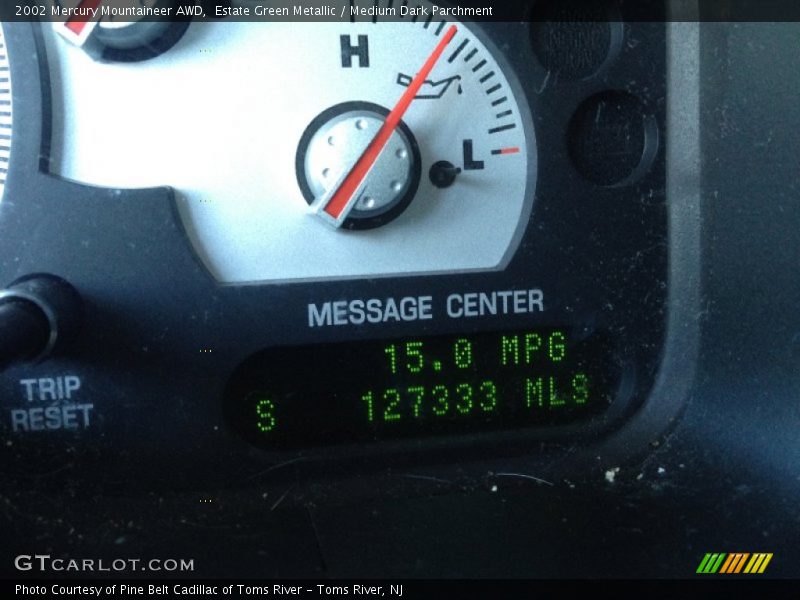 2002 Mercury Mountaineer AWD,  Estate Green Metallic / Medium Dark Parchment
H
L
MESSAGE CENTER
15.0 MPG
S 127333 MLS
TRIP
RESET
GTCARLOT.COM
Photo Courtesy of Pine Belt Cadillac of Toms River - Toms River, NJ